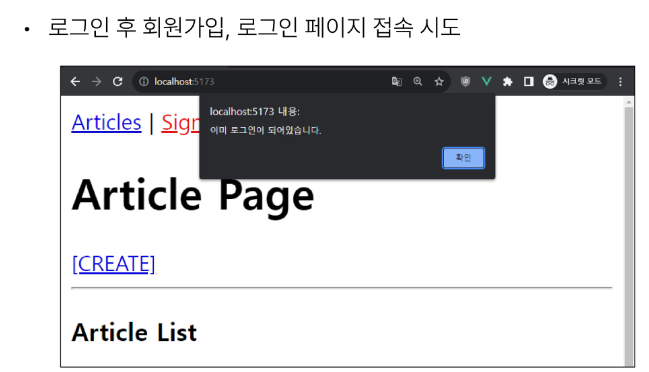 • 로그인 후 회원가입, 로그인 페이지 접속 시도
localhost:5173
시크릿 모드
localhost:5173 내용:
이미 로그인이 되어있습니다.
확인
Articles | Sign
Article Page
[CREATE]
Article List